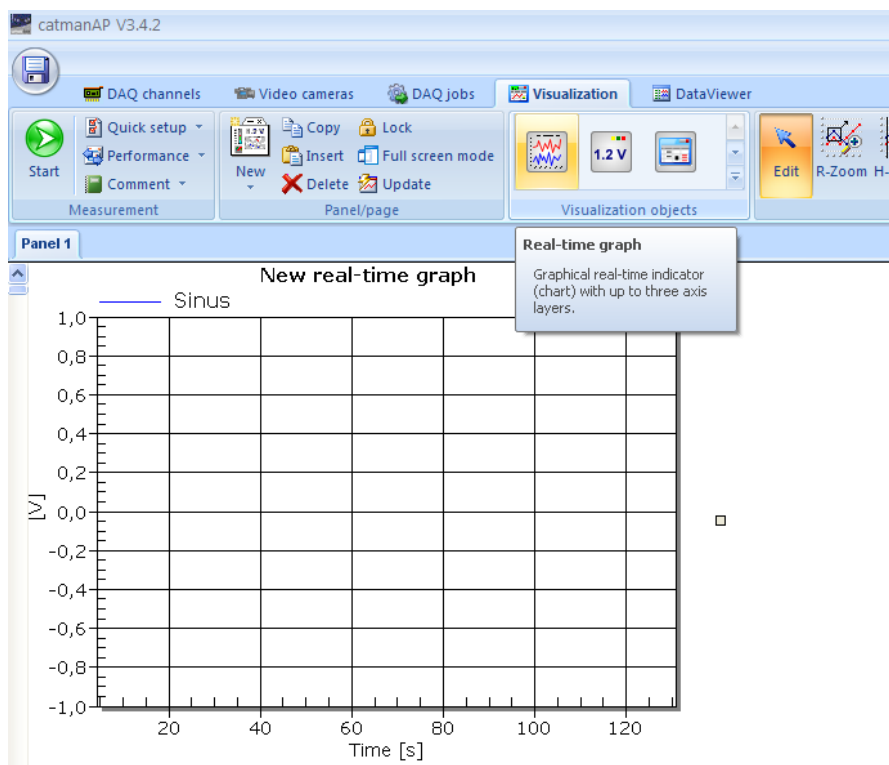 catmanAP V3.4.2
DAQ channels Video cameras DAQ jobs Visualization DataViewer
Quick setup Copy Lock
Start Performance New Insert Full screen mode 1.2 V Edit R-Zoom H-
Comment Delete Update
Measurement Panel/page Visualization objects
Panel 1
Real-time graph
Graphical real-time indicator
(chart) with up to three axis
layers.
New real-time graph
Sinus
1,0
0,8
0,6
0,4
0,2
0,0
-0,2
-0,4
-0,6
-0,8
-1,0
[V]
20 40 60 80 100 120
Time [s]